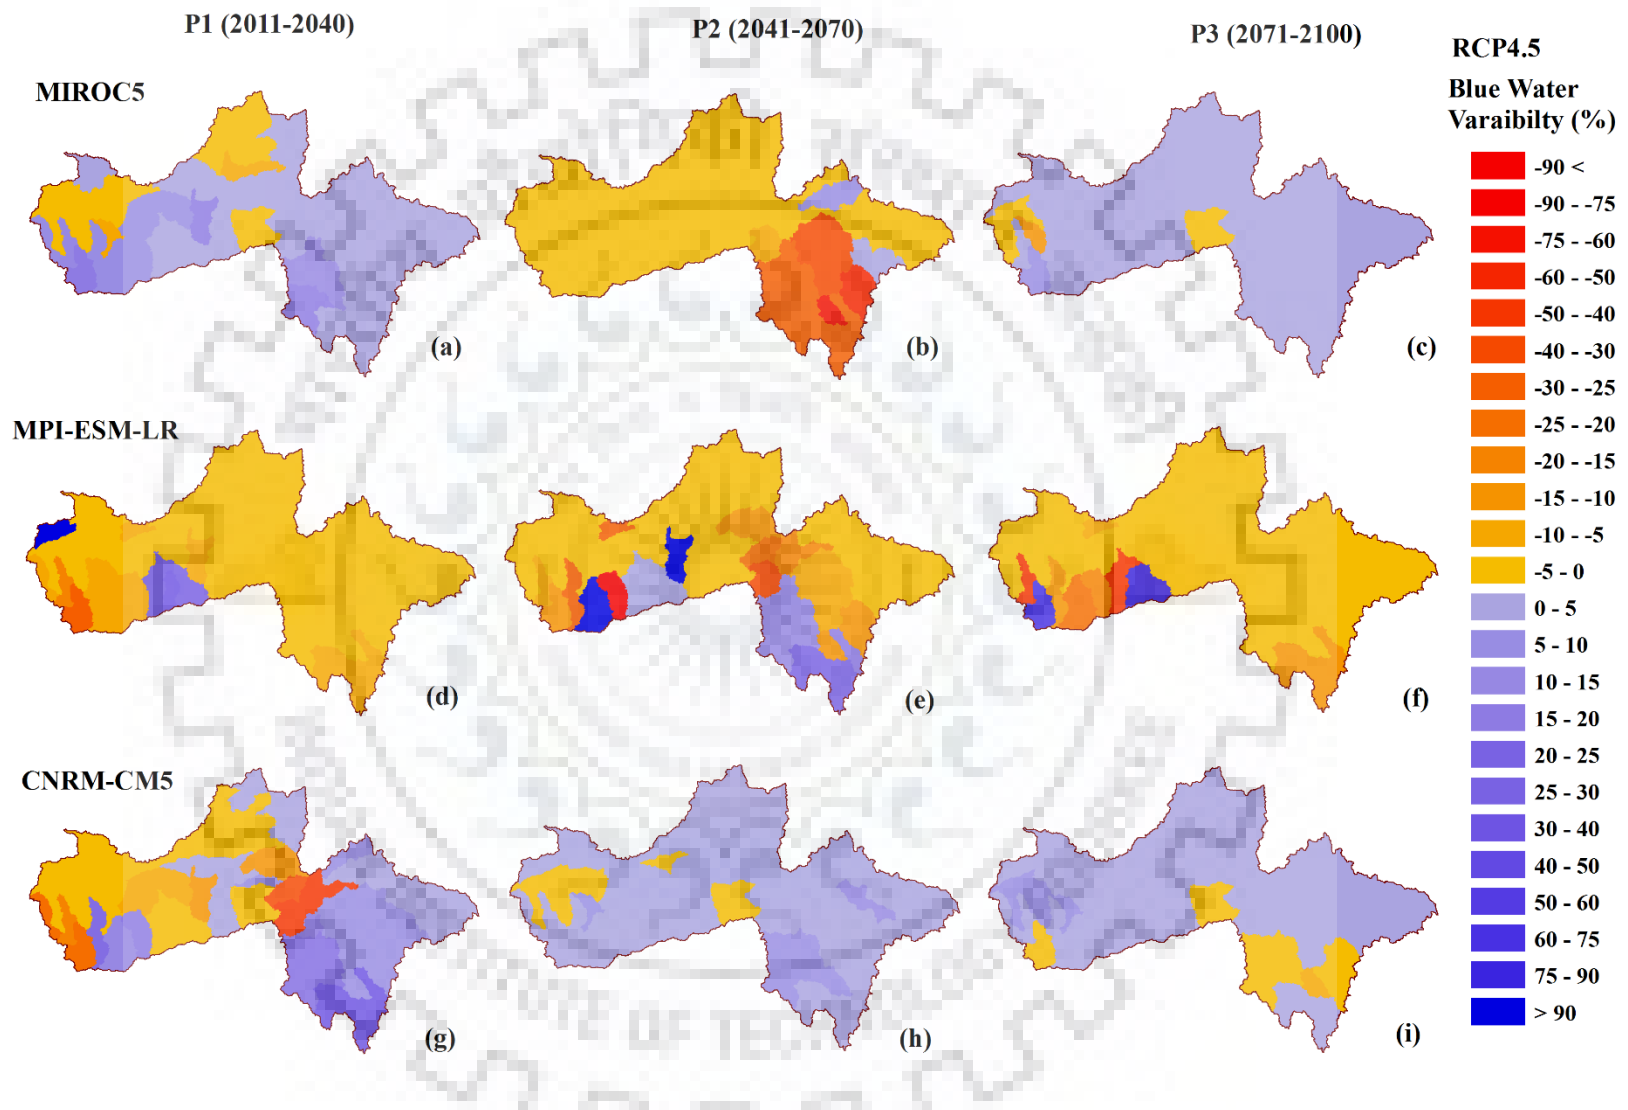 P1 (2011-2040)
P2 (2041-2070)
P3 (2071-2100)
RCP4.5
Blue Water
Varaibilty (%)
MIROC5
-90 <
-90 - -75
-75 - -60
-60 - -50
-50 - -40
-40 - -30
-30 - -25
-25 - -20
-20 - -15
-15 - -10
-10 - -5
-5 - 0
0 - 5
5 - 10
10 - 15
15 - 20
20 - 25
25 - 30
30 - 40
40 - 50
50 - 60
60 - 75
75 - 90
> 90
(a)
(b)
(c)
MPI-ESM-LR
(d)
(e)
(f)
CNRM-CM5
(g)
(h)
(i)